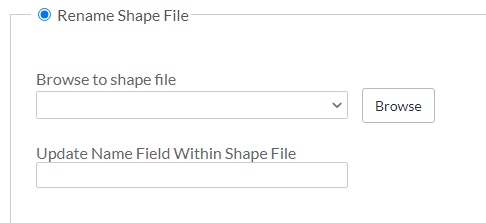 Rename Shape File
Browse to shape file
Browse
Update Name Field Within Shape File